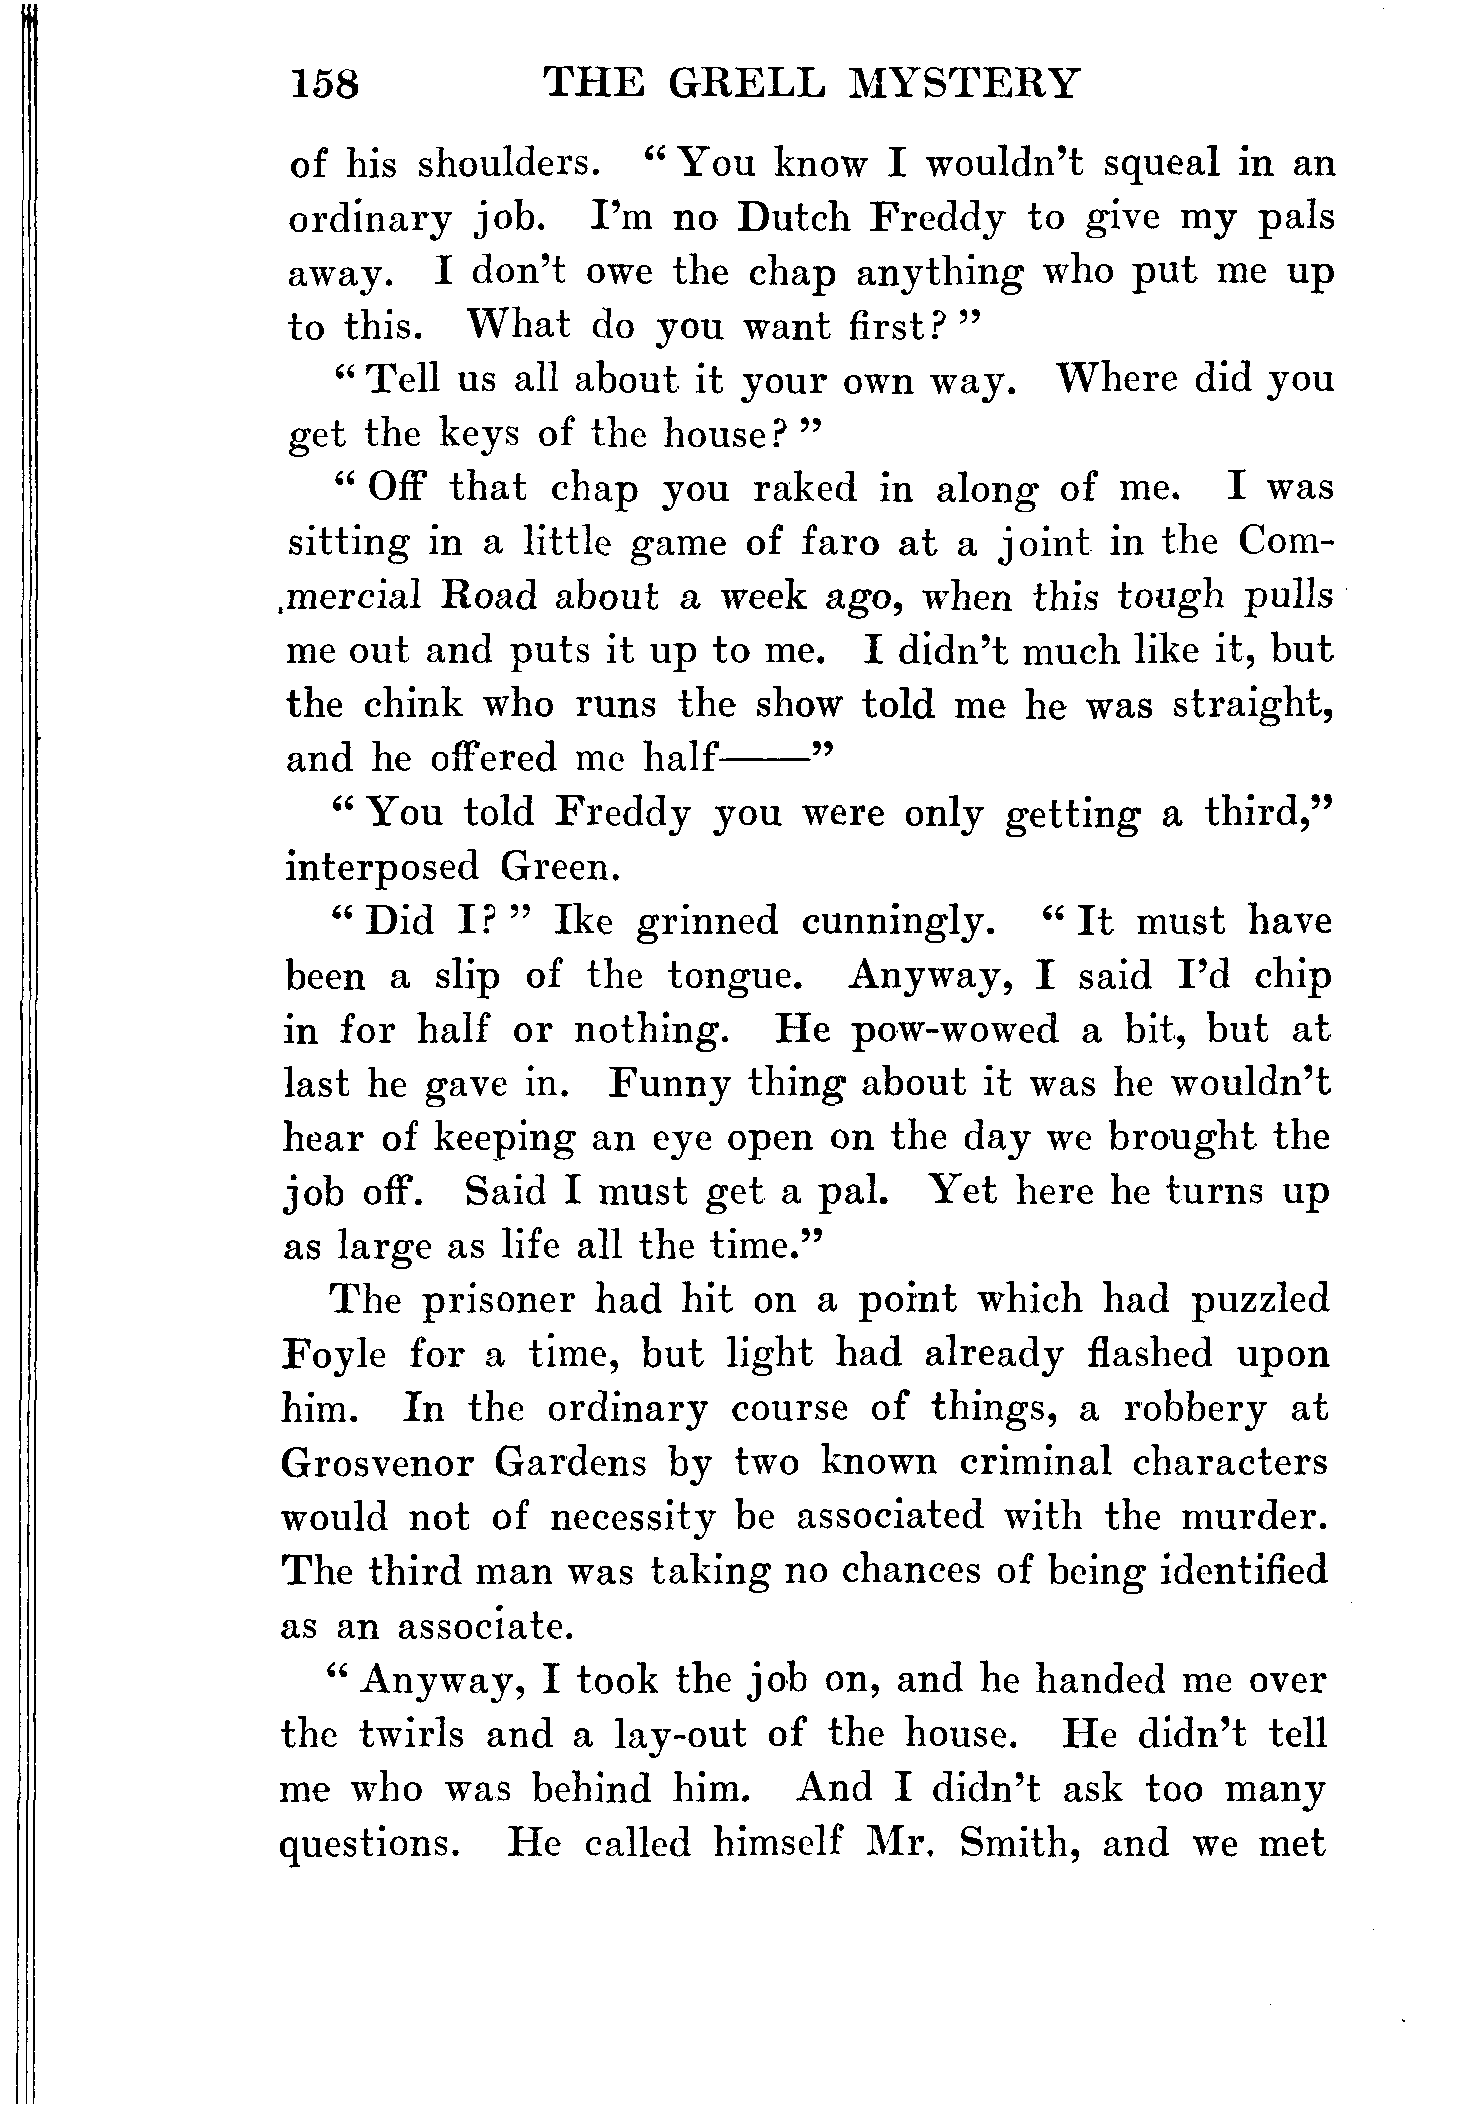 158 THE GRELL MYSTERY
of his shoulders. “ You know I wouldn’t squeal in an
ordinary job. I’m no Dutch Freddy to give my pals
away. I don’t owe the chap anything who put me up
to this. What do you want first? ”
“ Tell us all about it your own way. Where did you
get the keys of the house? ”
“ Off that chap you raked in along of me. I was
sitting in a little game of faro at a joint in the Com-
mercial Road about a week ago, when this tough pulls
me out and puts it up to me. I didn’t much like it, but
the chink who runs the show told me he was straight,
and he offered me half——”
“ You told Freddy you were only getting a third,”
interposed Green.
“ Did I? ” Ike grinned cunningly. “ It must have
been a slip of the tongue. Anyway, I said I’d chip
in for half or nothing. He pow-wowed a bit, but at
last he gave in. Funny thing about it was he wouldn’t
hear of keeping an eye open on the day we brought the
job off. Said I must get a pal. Yet here he turns up
as large as life all the time.”
The prisoner had hit on a point which had puzzled
Foyle for a time, but light had already flashed upon
him. In the ordinary course of things, a robbery at
Grosvenor Gardens by two known criminal characters
would not of necessity be associated with the murder.
The third man was taking no chances of being identified
as an associate.
“ Anyway, I took the job on, and he handed me over
the twirls and a lay-out of the house. He didn’t tell
me who was behind him. And I didn’t ask too many
questions. He called himself Mr. Smith, and we met